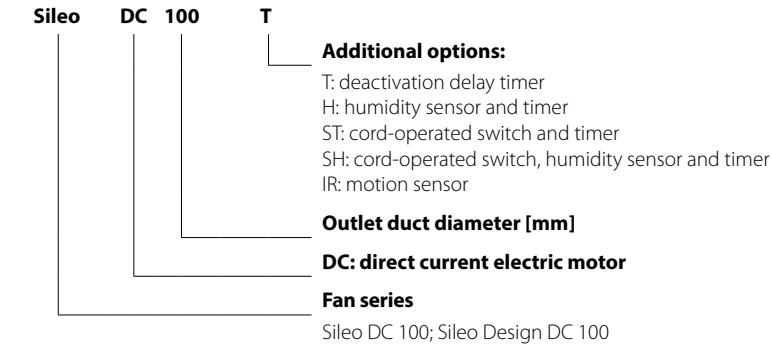 Sileo DC 100 T
Additional options:
T: deactivation delay timer
H: humidity sensor and timer
ST: cord-operated switch and timer
SH: cord-operated switch, humidity sensor and timer
IR: motion sensor
Outlet duct diameter [mm]
DC: direct current electric motor
Fan series
Sileo DC 100; Sileo Design DC 100